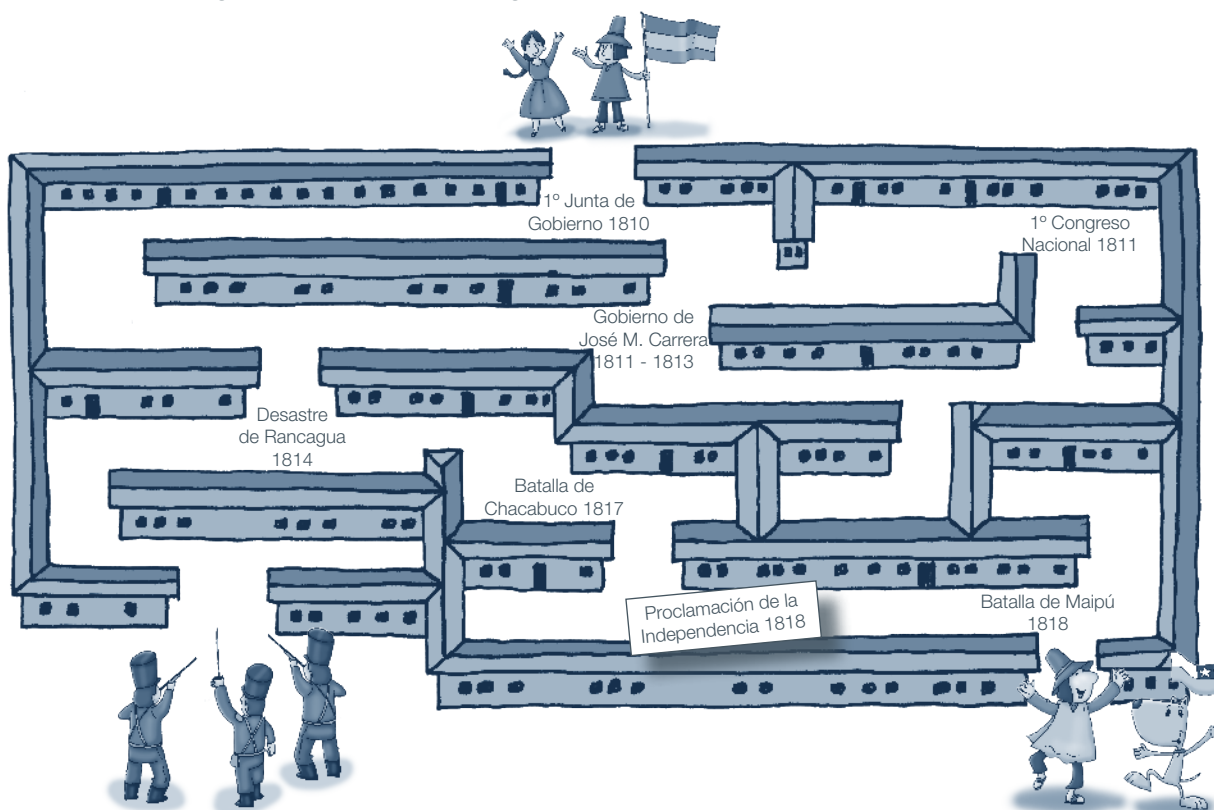 1º Junta de
Gobierno 1810
1º Congreso
Nacional 1811
Gobierno de
José M. Carrera
1811 - 1813
Desastre
de Rancagua
1814
Batalla de
Chacabuco 1817
Proclamación de la
Independencia 1818
Batalla de Maipú
1818